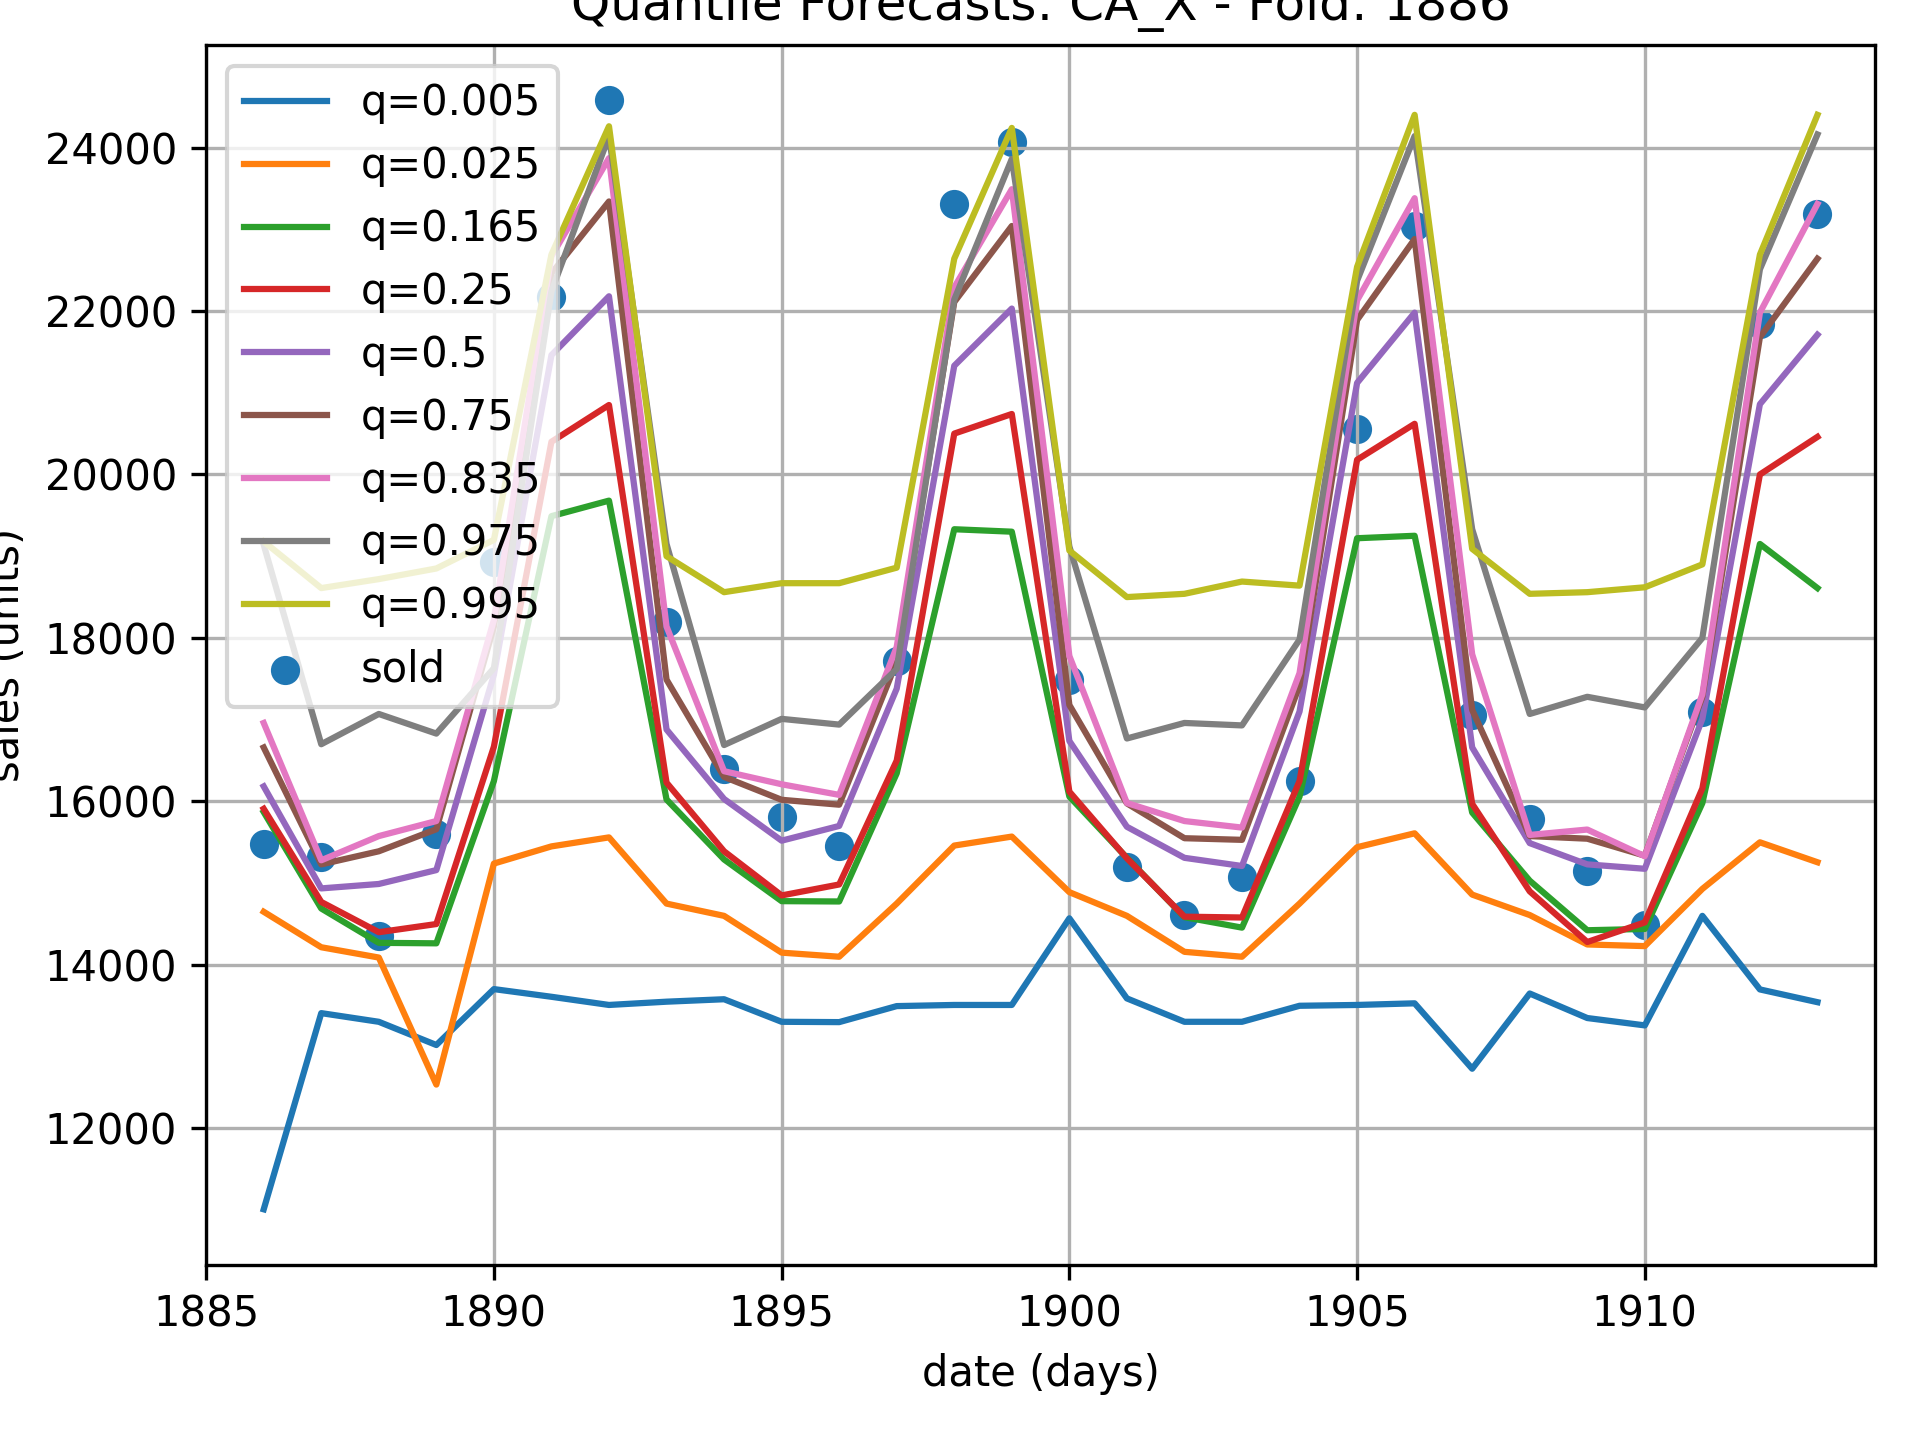 Quantile Forecasts: CA_X - Fold: 1886
24000
22000
20000
18000
16000
14000
12000
sales (units)
q=0.005
q=0.025
q=0.165
q=0.25
q=0.5
q=0.75
q=0.835
q=0.975
q=0.995
sold
1885 1890 1895 1900 1905 1910
date (days)